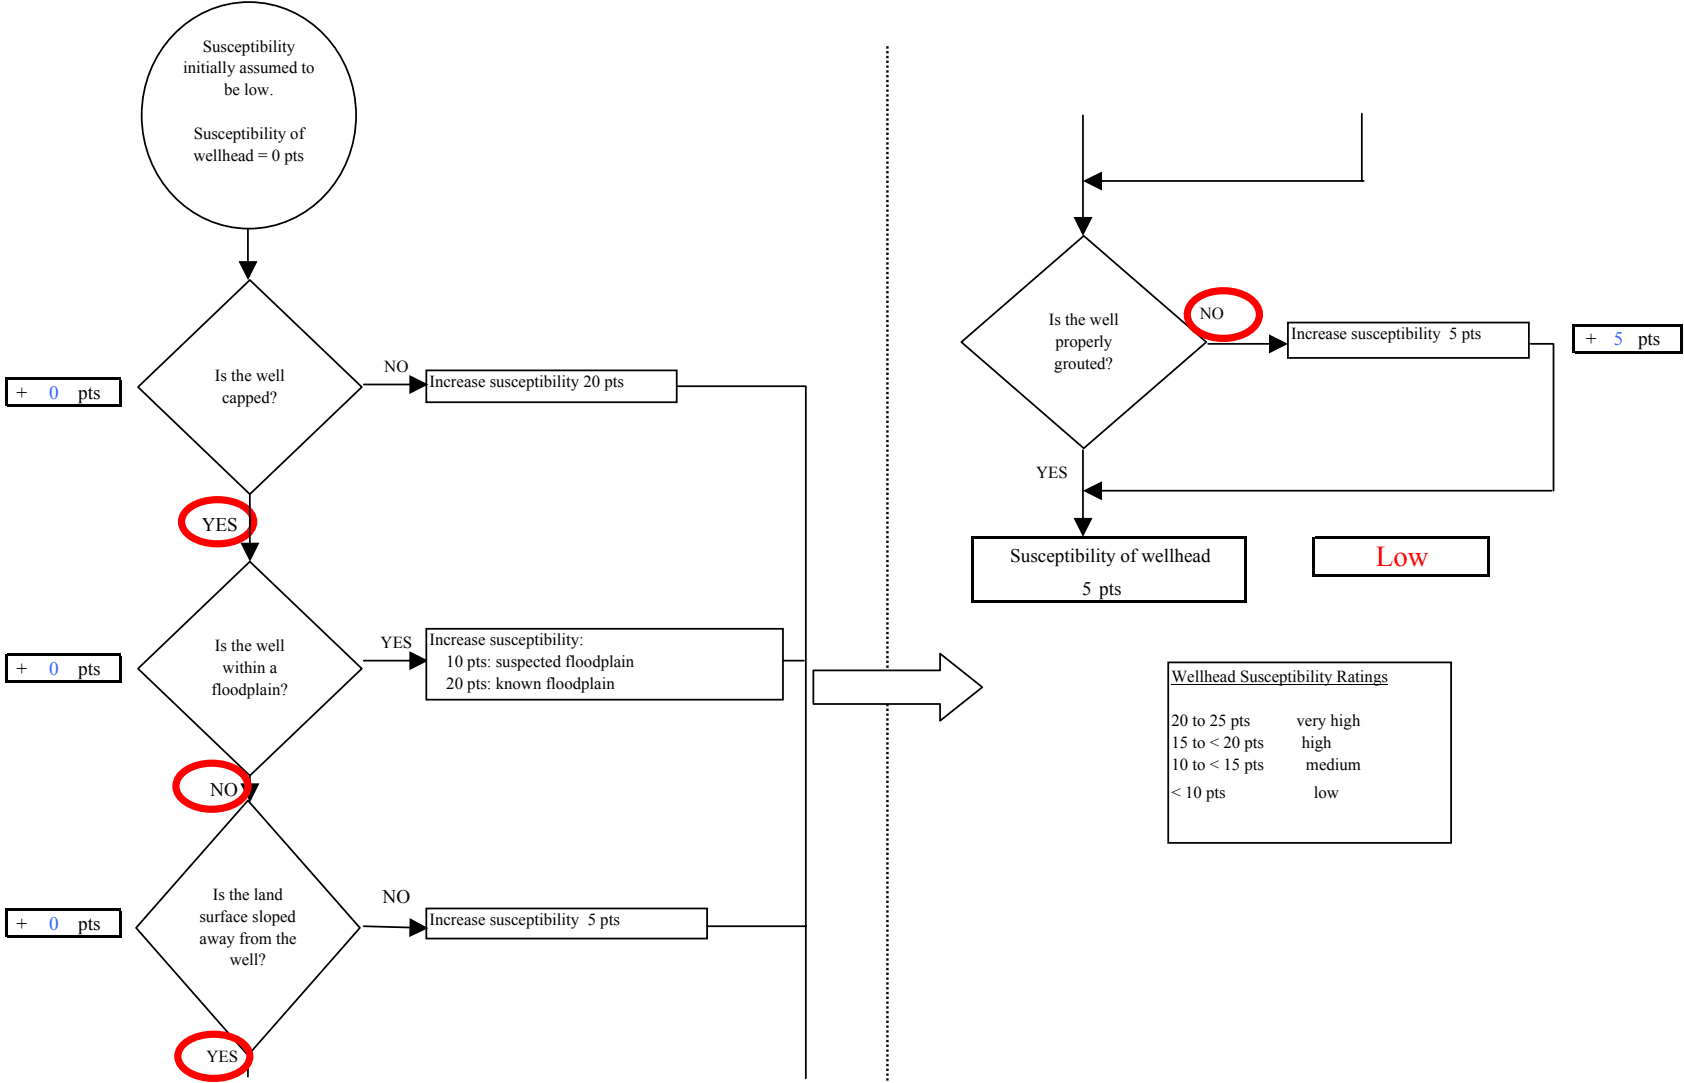 Susceptibility
initially assumed to
be low.
Susceptibility of
wellhead = 0 pts
Is the well
capped?
NO
Increase susceptibility 20 pts
+ 0 pts
YES
Is the well
within a
floodplain?
YES
Increase susceptibility:
10 pts: suspected floodplain
20 pts: known floodplain
+ 0 pts
NO
Is the land
surface sloped
away from the
well?
NO
Increase susceptibility 5 pts
+ 0 pts
YES
Is the well
properly
grouted?
NO
Increase susceptibility 5 pts
+ 5 pts
YES
Susceptibility of wellhead
5 pts
Low
Wellhead Susceptibility Ratings
20 to 25 pts very high
15 to < 20 pts high
10 to < 15 pts medium
< 10 pts low